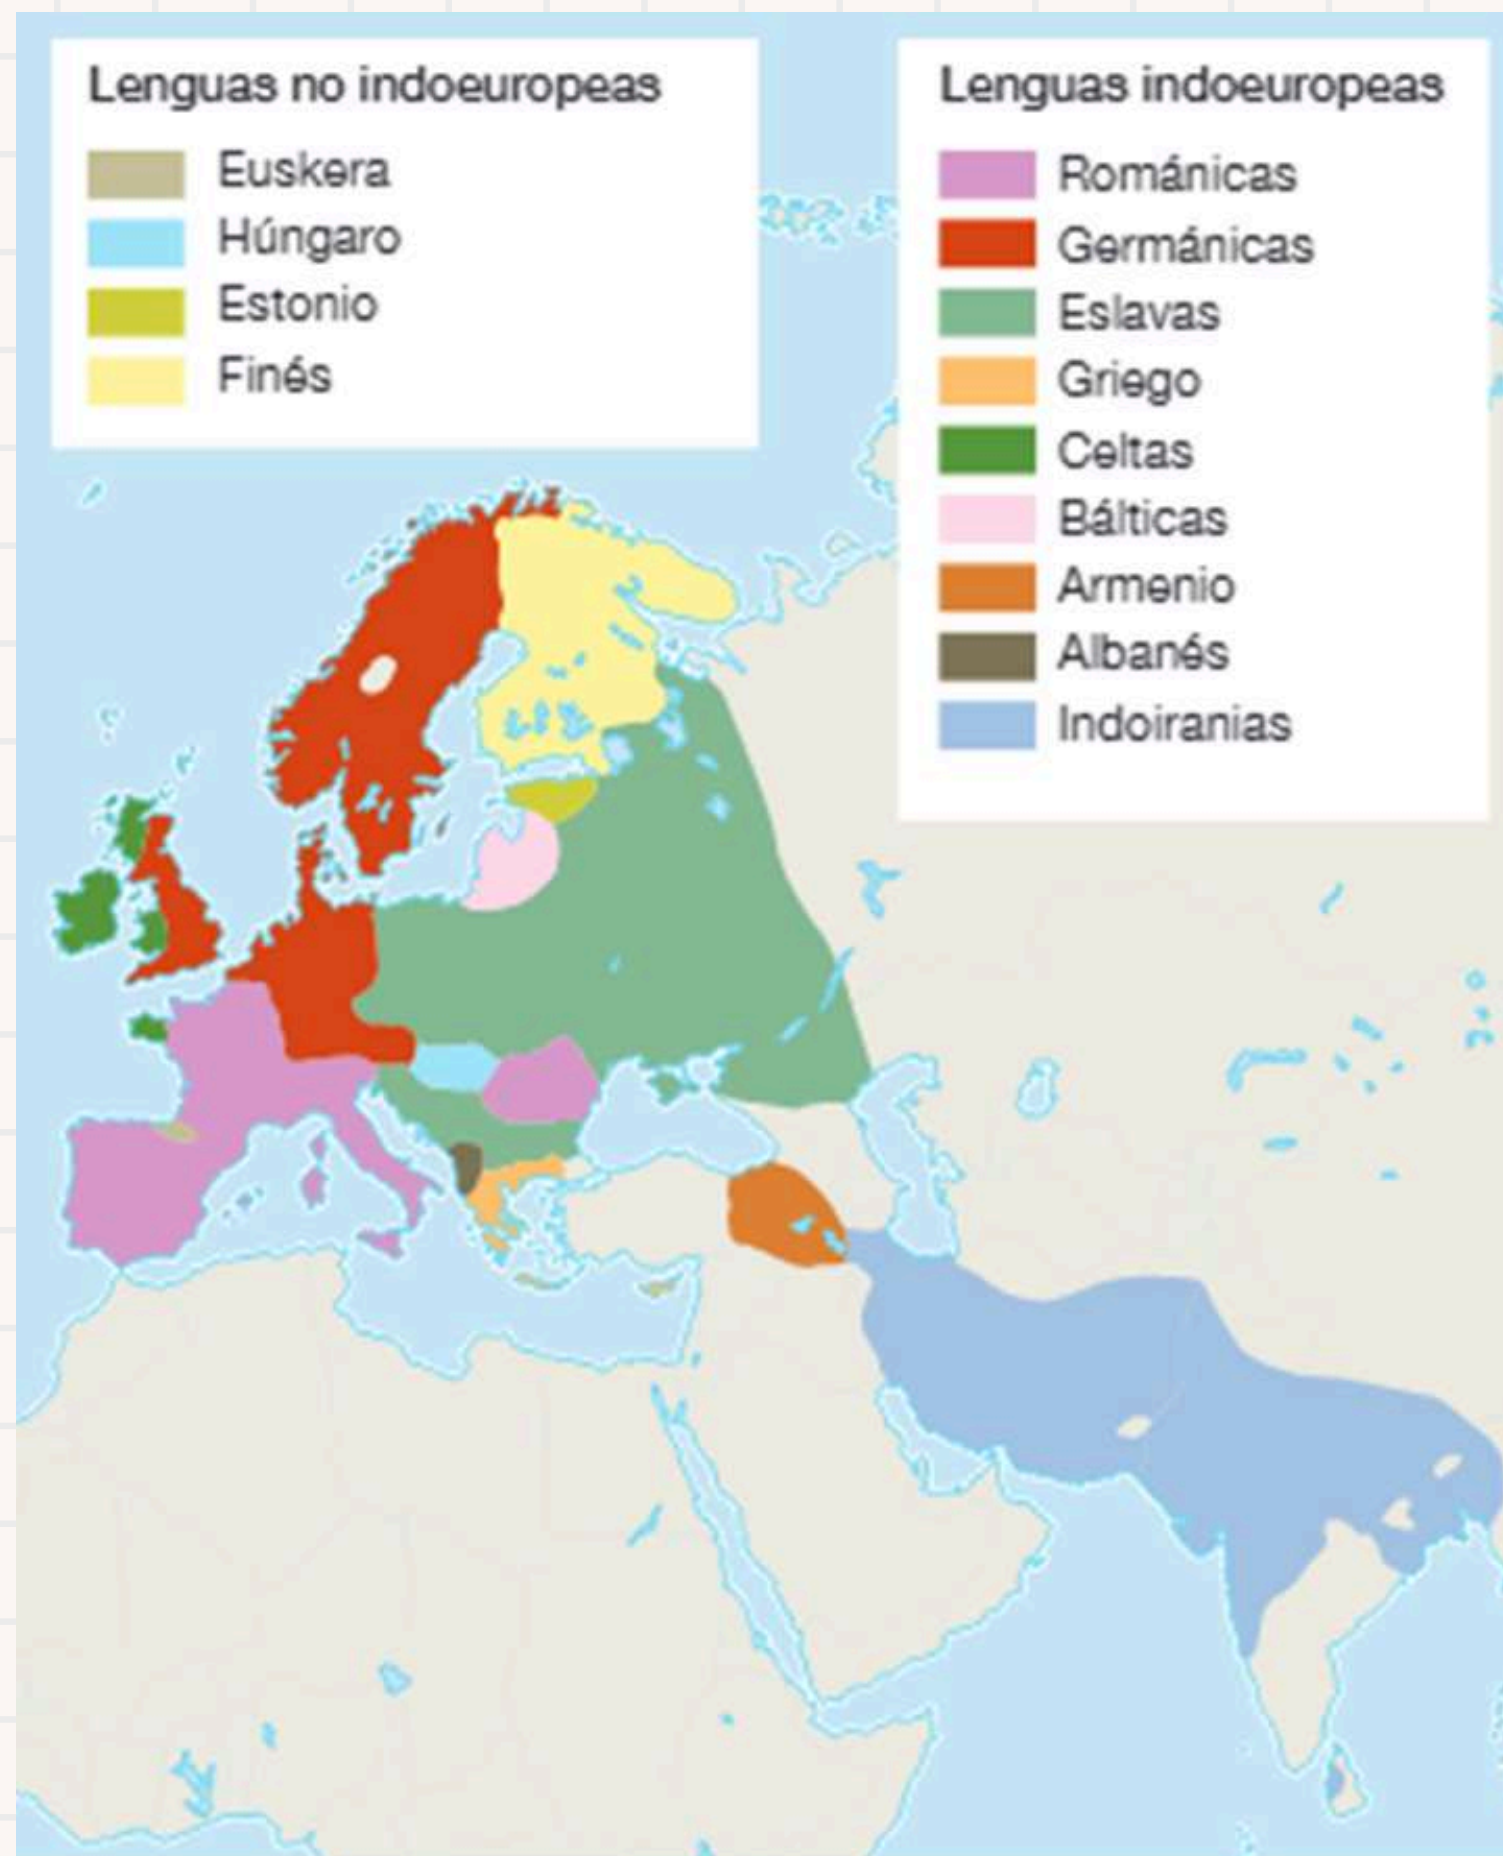 Lenguas no indoeuropeas
Euskera
Húngaro
Estonio
Finés
Lenguas indoeuropeas
Románicas
Germánicas
Eslavas
Griego
Celtas
Bálticas
Armenio
Albanés
Indoiranias